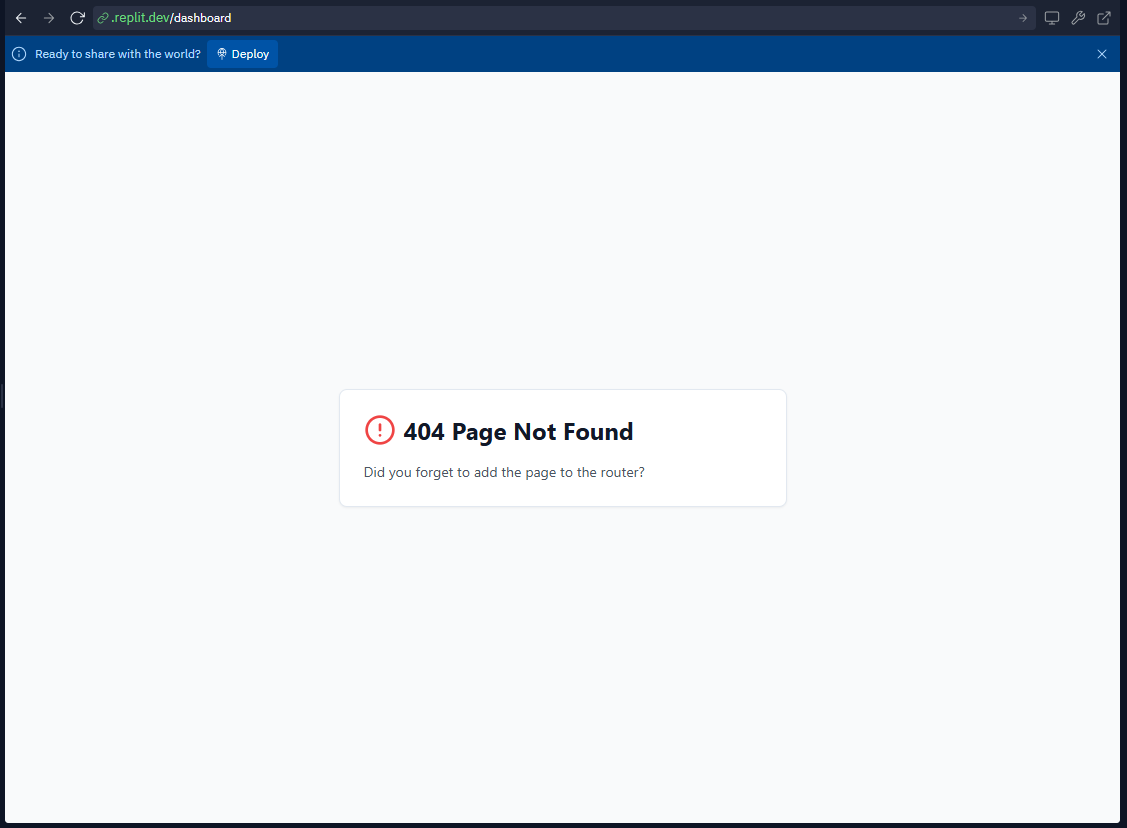 .replit.dev/dashboard
Ready to share with the world? Deploy
404 Page Not Found
Did you forget to add the page to the router?